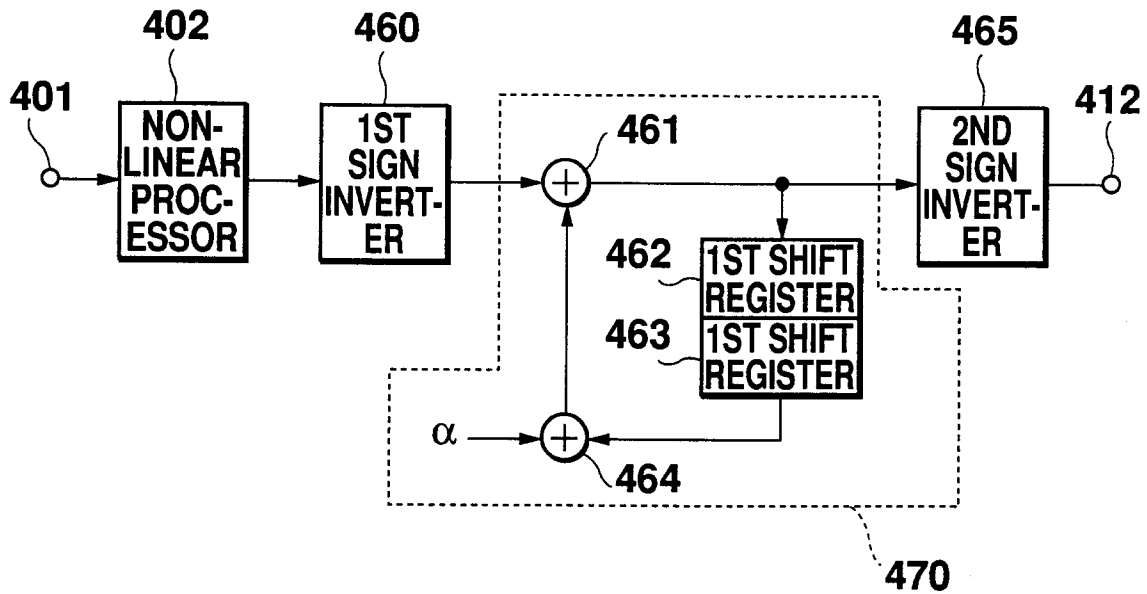 402
460
465
401
461
412
NON-
LINEAR
PROC-
ESSOR
1ST
SIGN
INVERT-
ER
2ND
SIGN
INVERT-
ER
462
1ST SHIFT
REGISTER
463
1ST SHIFT
REGISTER
α
464
470